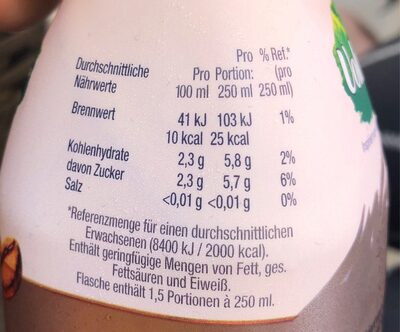 Pro % Ref.*
Durchschnittliche Pro Portion: (pro
Nährwerte 100 ml 250 ml 250 ml)
Brennwert 41 kJ 103 kJ 1%
10 kcal 25 kcal
Kohlenhydrate 2,3 g 5,8 g 2%
davon Zucker 2,3 g 5,7 g 6%
Salz <0,01 g <0,01 g 0%
*Referenzmenge für einen durchschnittlichen
Erwachsenen (8400 kJ / 2000 kcal).
Enthält geringfügige Mengen von Fett, ges.
Fettsäuren und Eiweiß.
Flasche enthält 1,5 Portionen à 250 ml.